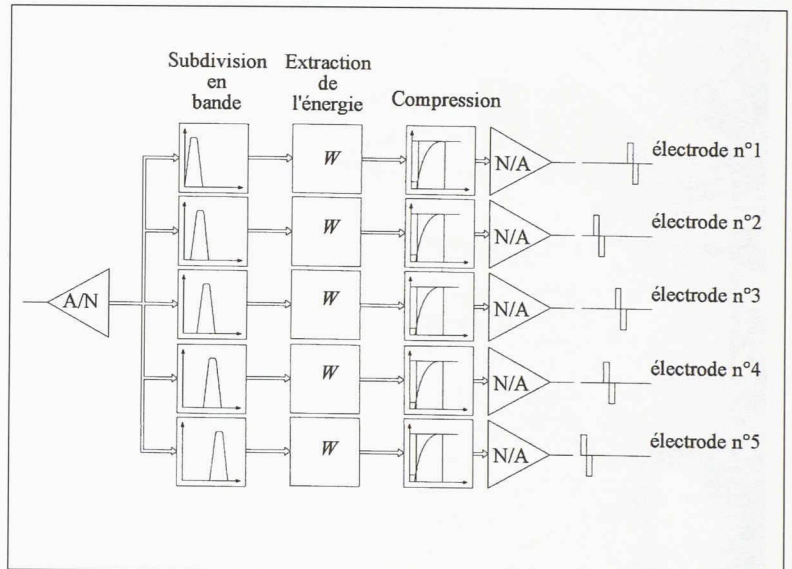 Subdivision
en
bande
Extraction
de
l'énergie
Compression
A/N
W
N/A
électrode n°1
W
N/A
électrode n°2
W
N/A
électrode n°3
W
N/A
électrode n°4
W
N/A
électrode n°5